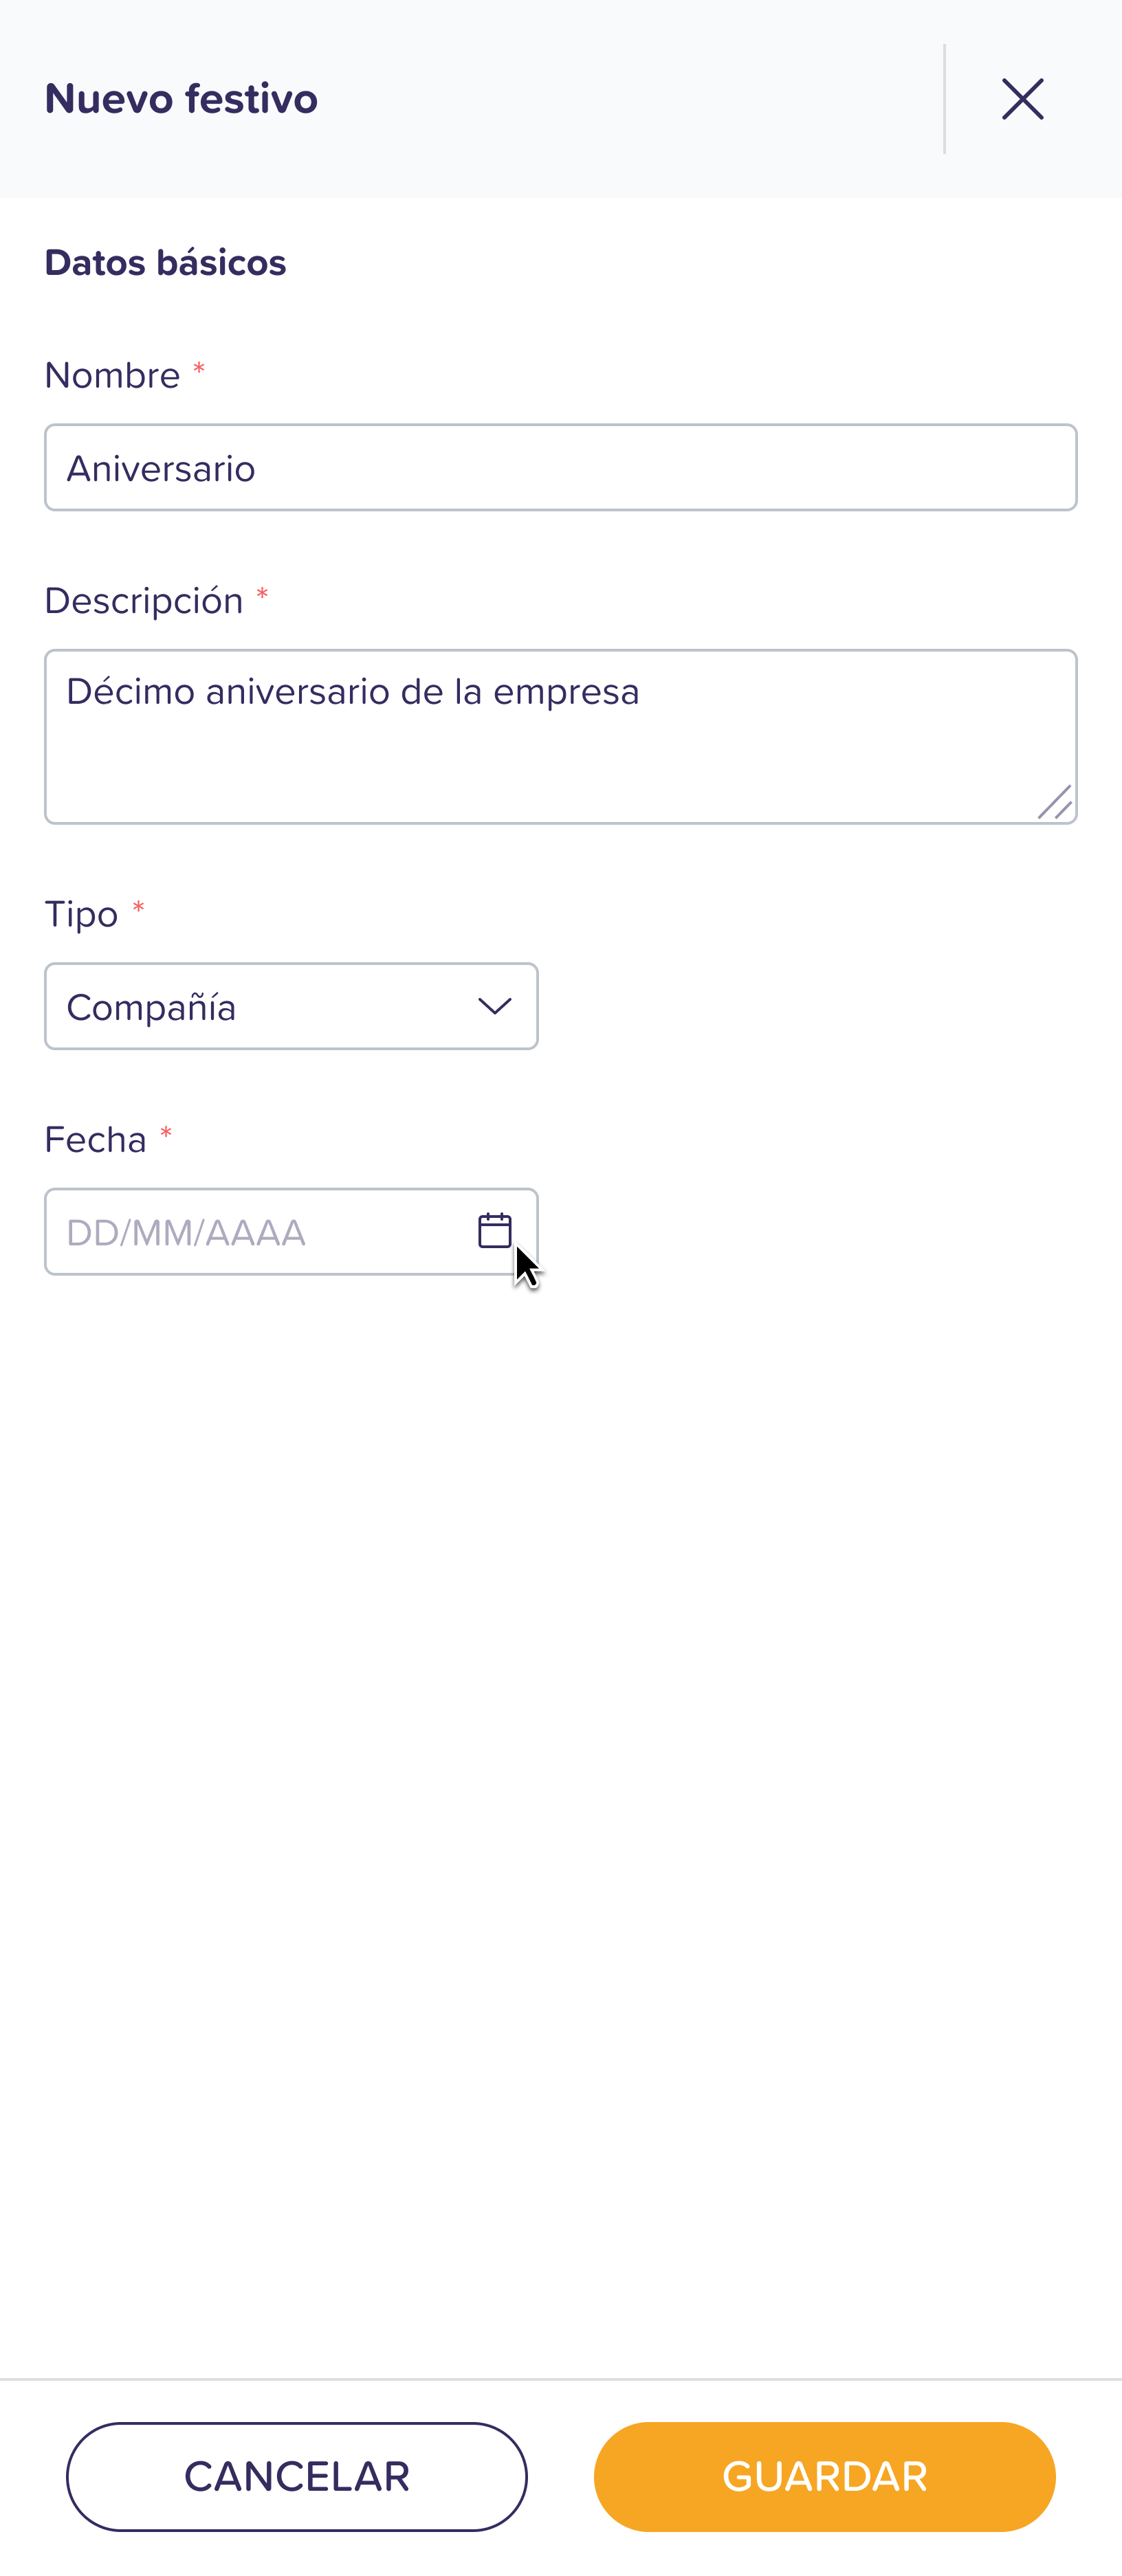 Nuevo festivo
Datos básicos
Nombre *
Aniversario
Descripción *
Décimo aniversario de la empresa
Tipo *
Compañía
Fecha *
DD/MM/AAAA
CANCELAR
GUARDAR